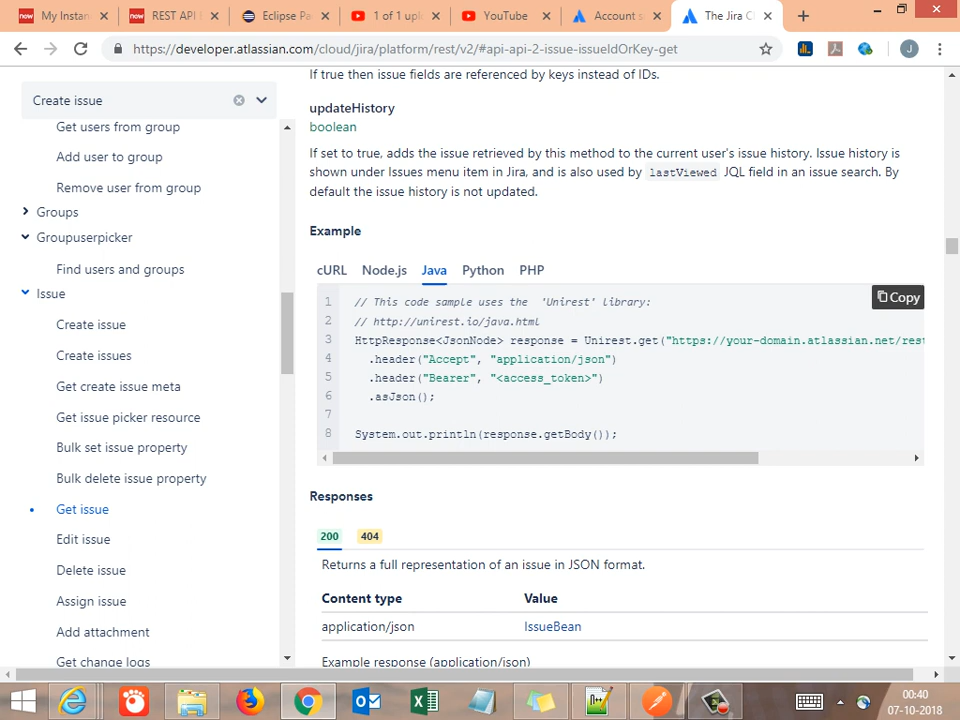 My Instan
REST API E
Eclipse Pa
1 of 1 uplo
YouTube
Account s
The Jira C
https://developer.atlassian.com/cloud/jira/platform/rest/v2/#api-api-2-issue-issueIdOrKey-get
J
Create issue
Get users from group
Add user to group
Remove user from group
Groups
Groupuserpicker
Find users and groups
Issue
Create issue
Create issues
Get create issue meta
Get issue picker resource
Bulk set issue property
Bulk delete issue property
Get issue
Edit issue
Delete issue
Assign issue
Add attachment
Get change logs
If true then issue fields are referenced by keys instead of IDs.
updateHistory
boolean
If set to true, adds the issue retrieved by this method to the current user's issue history. Issue history is
shown under Issues menu item in Jira, and is also used by lastViewed JQL field in an issue search. By
default the issue history is not updated.
Example
cURL Node.js Java Python PHP
Copy
1 // This code sample uses the 'Unirest' library:
2 // http://unirest.io/java.html
3 HttpResponse<JsonNode> response = Unirest.get("https://your-domain.atlassian.net/rest
4 .header("Accept", "application/json")
5 .header("Bearer", "<access_token>")
6 .asJson();
7
8 System.out.println(response.getBody());
Responses
200 404
Returns a full representation of an issue in JSON format.
Content type Value
application/json IssueBean
Example response (application/json)
00:40
07-10-2018